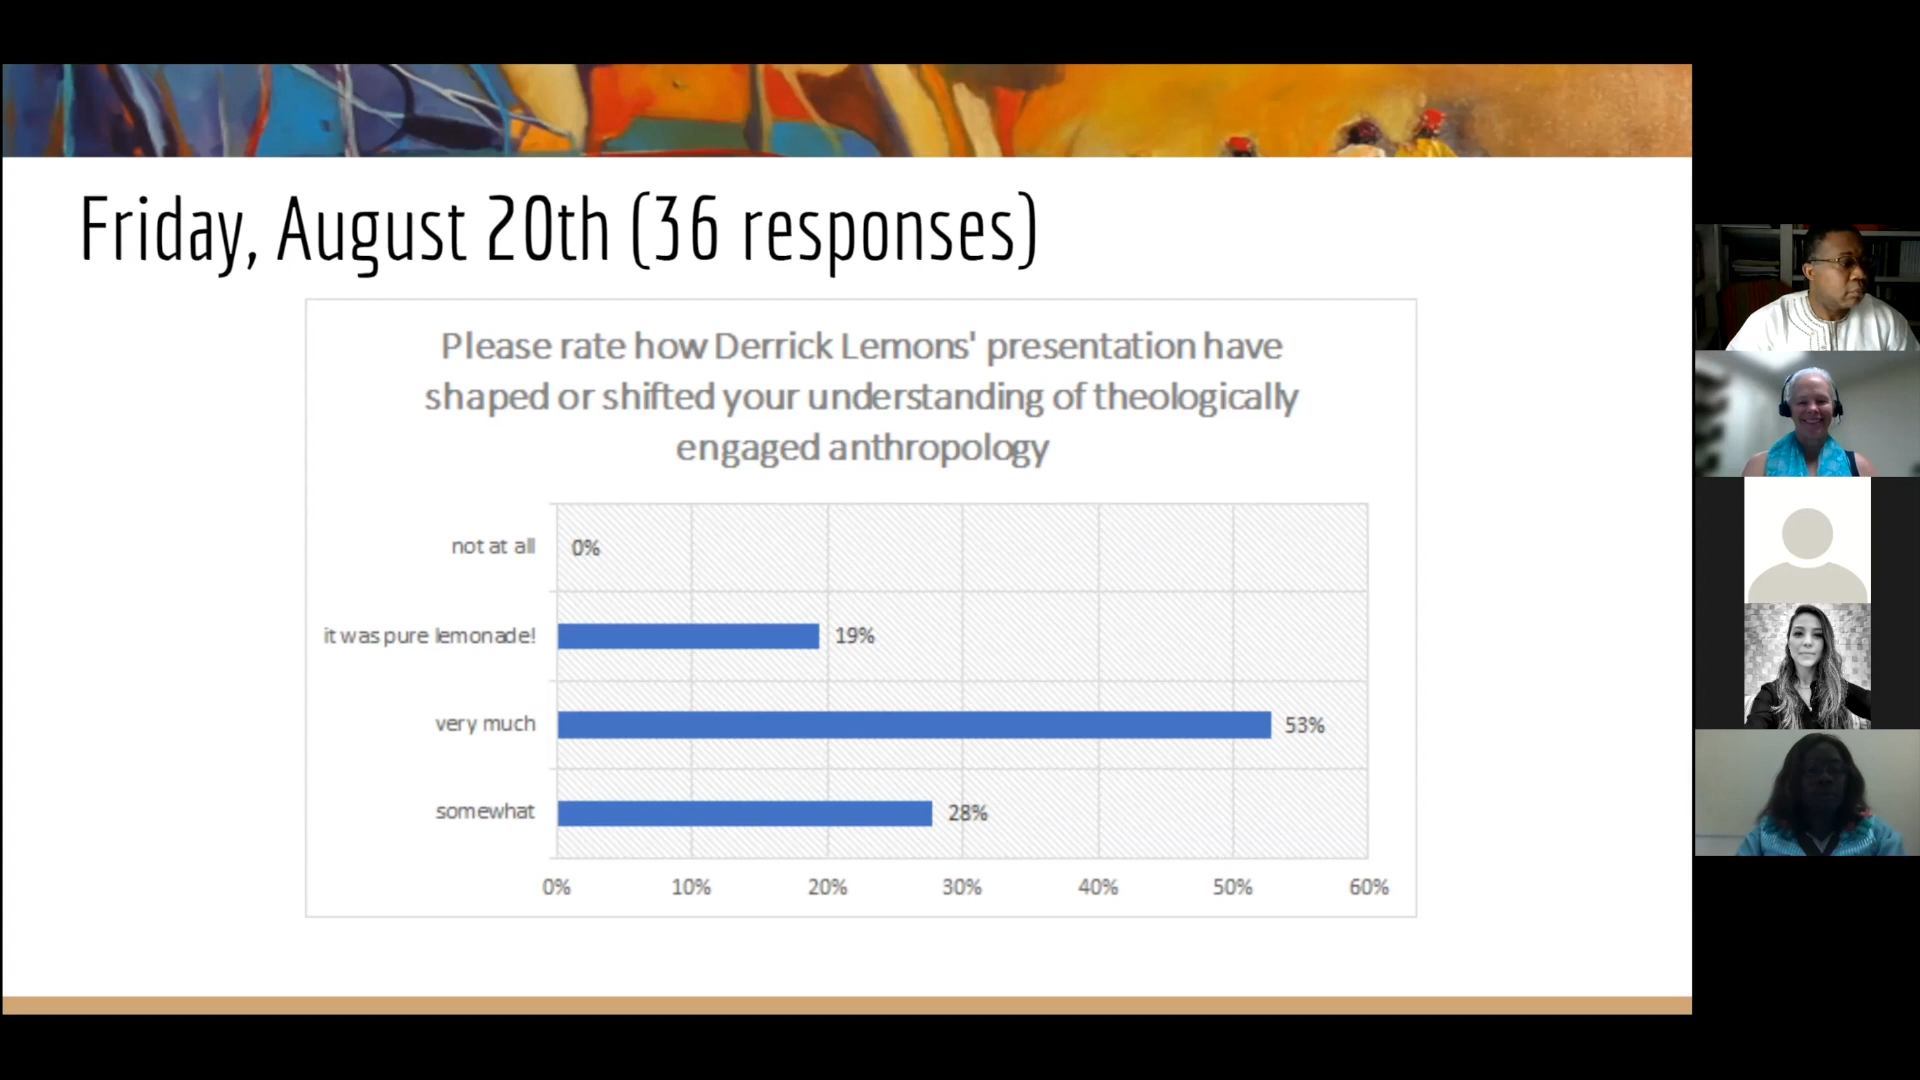 Friday, August 20th (36 responses)
Please rate how Derrick Lemons' presentation have
shaped or shifted your understanding of theologically
engaged anthropology
not at all 0%
it was pure lemonade! 19%
very much 53%
somewhat 28%
0% 10% 20% 30% 40% 50% 60%